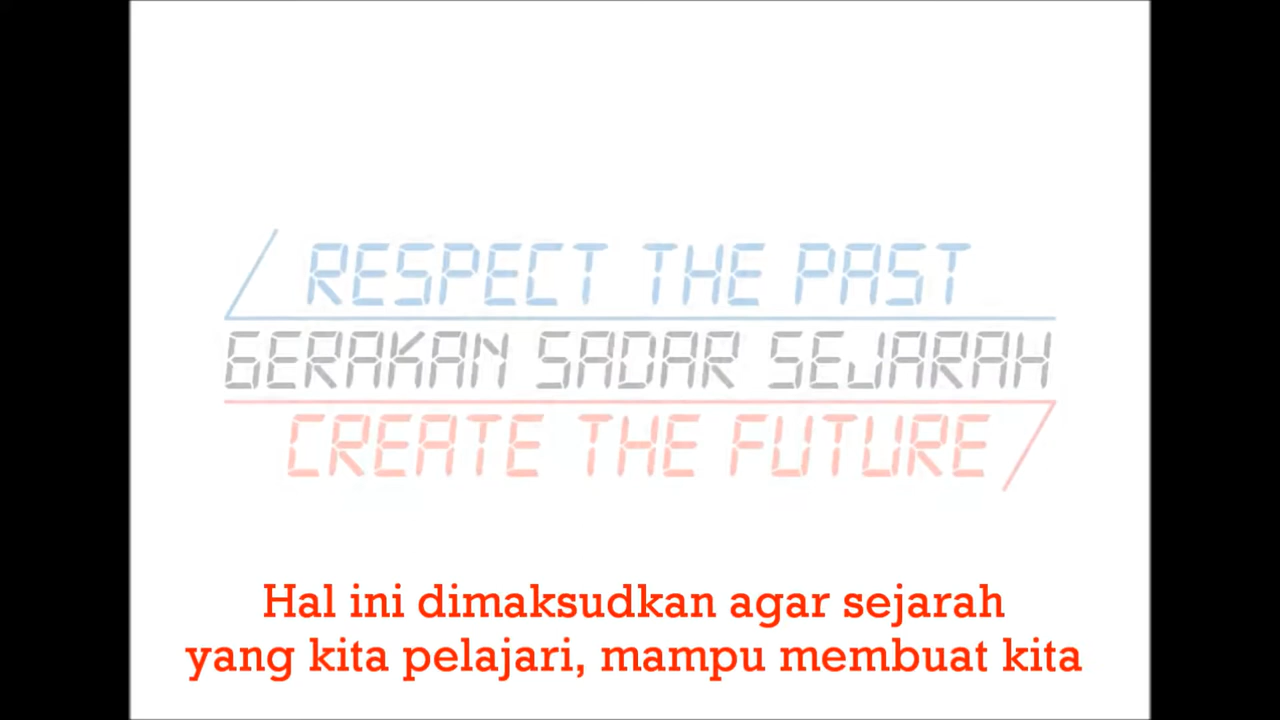 RESPECT THE PAST
GERAKAN SADAR SEJARAH
CREATE THE FUTURE
Hal ini dimaksudkan agar sejarah
yang kita pelajari, mampu membuat kita